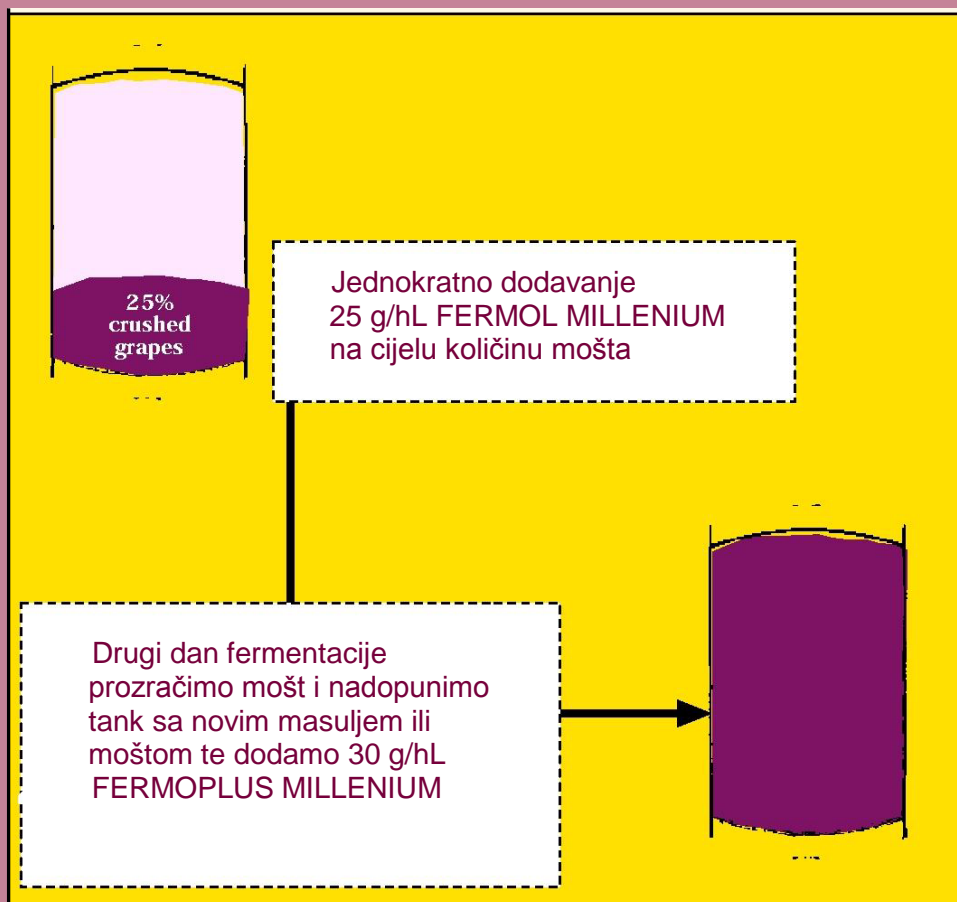 25%
crushed
grapes
Jednokratno dodavanje
25 g/hL FERMOL MILLENIUM
na cijelu količinu mošta
Drugi dan fermentacije
prozračimo mošt i nadopunimo
tank sa novim masuljem ili
moštom te dodamo 30 g/hL
FERMOPLUS MILLENIUM